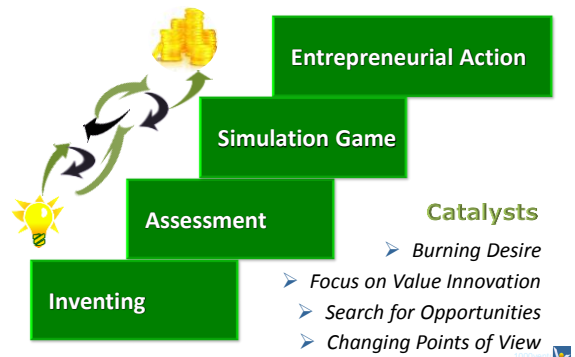 Entrepreneurial Action
Simulation Game
Assessment
Inventing
Catalysts
Burning Desire
Focus on Value Innovation
Search for Opportunities
Changing Points of View